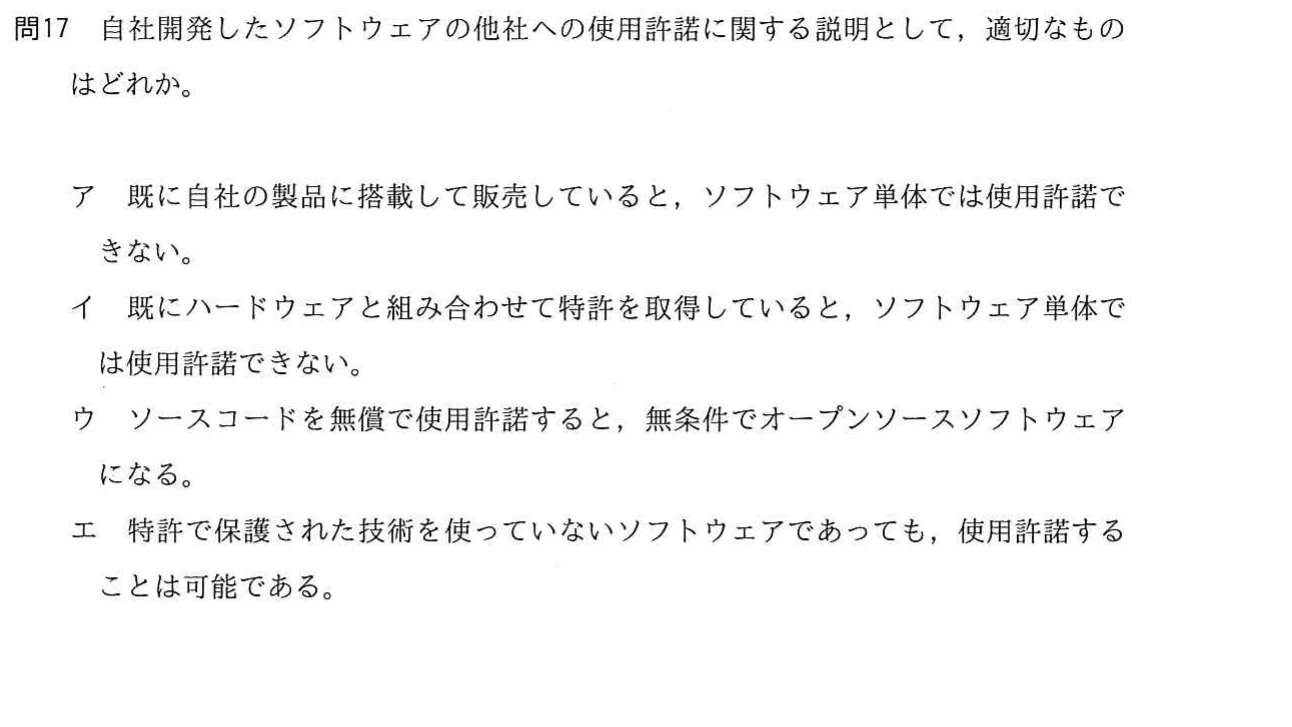 問17 自社開発したソフトウェアの他社への使用許諾に関する説明として，適切なもの
はどれか。
ア 既に自社の製品に搭載して販売していると，ソフトウェア単体では使用許諾で
きない。
イ 既にハードウェアと組み合わせて特許を取得していると，ソフトウェア単体で
は使用許諾できない。
ウ ソースコードを無償で使用許諾すると，無条件でオープンソースソフトウェア
になる。
エ 特許で保護された技術を使っていないソフトウェアであっても，使用許諾する
ことは可能である。